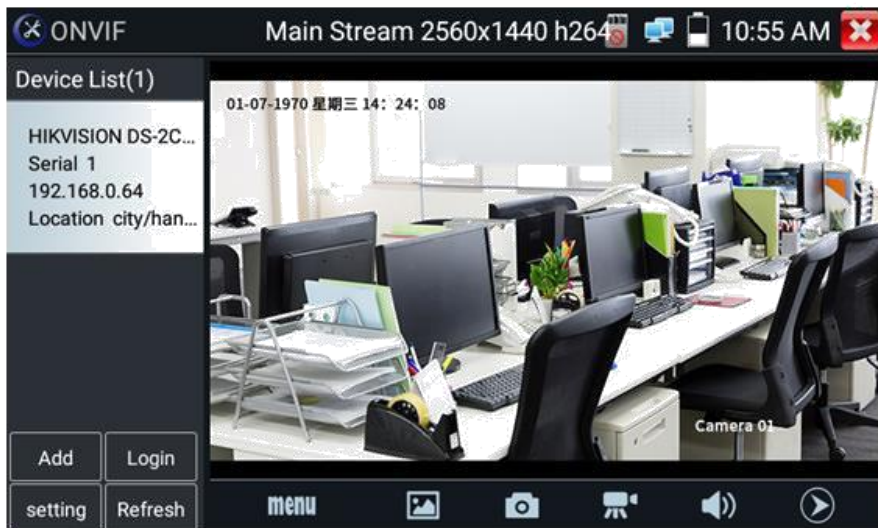 ONVIF
Main Stream 2560x1440 h264
10:55 AM
Device List(1)
HIKVISION DS-2C...
Serial 1
192.168.0.64
Location city/han...
01-07-1970 星期三 14: 24: 08
Camera 01
Add
Login
setting
Refresh
menu